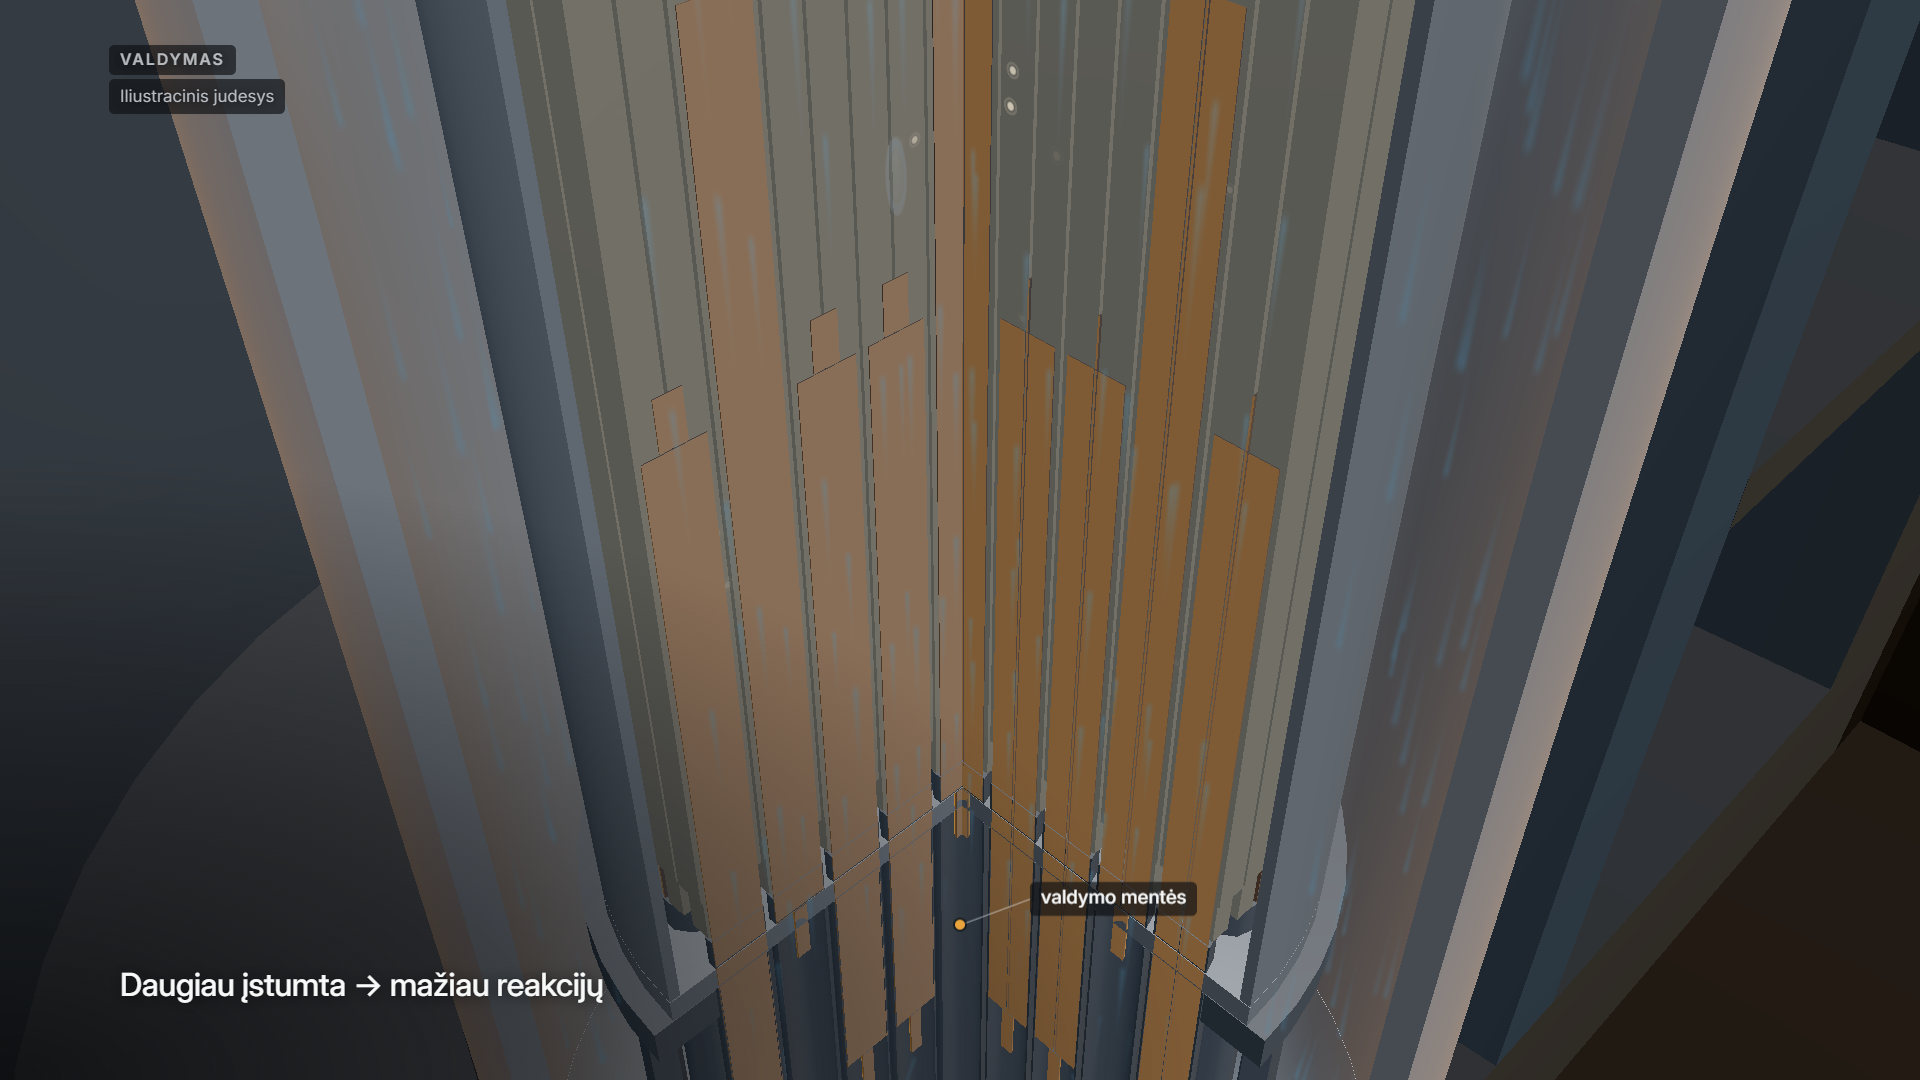 VALDYMAS
Iliustracinis judesys
valdymo mentės
Daugiau įstumta → mažiau reakcijų